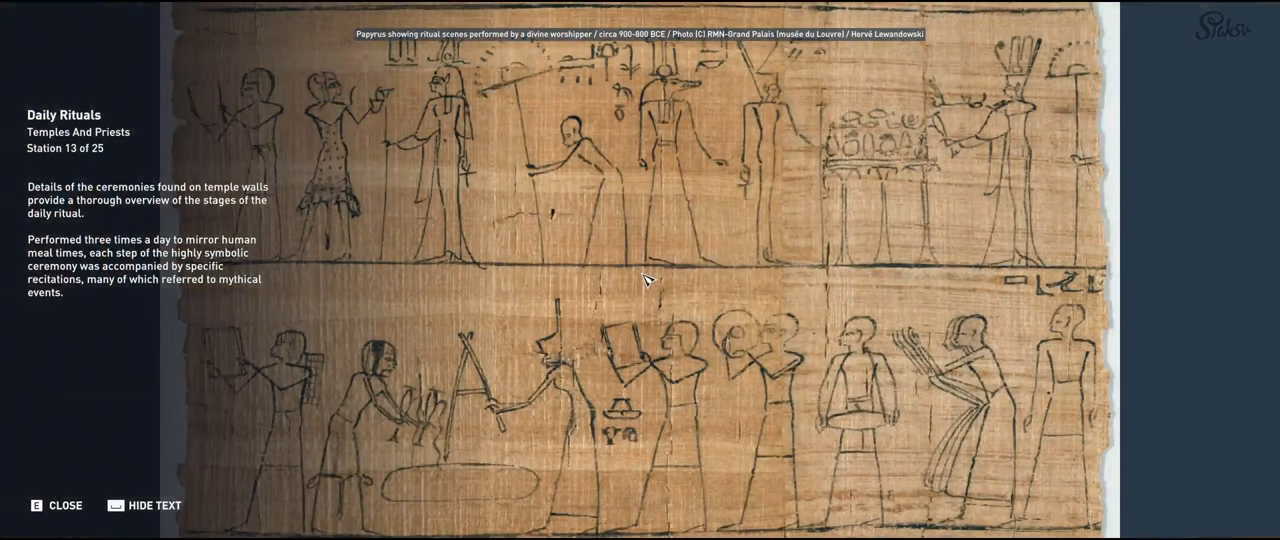 Papyrus showing ritual scenes performed by a divine worshipper / circa 900-800 BCE / Photo (C) RMN-Grand Palais (musée du Louvre) / Hervé Lewandowski
Staksu
Daily Rituals
Temples And Priests
Station 13 of 25
Details of the ceremonies found on temple walls
provide a thorough overview of the stages of the
daily ritual.
Performed three times a day to mirror human
meal times, each step of the highly symbolic
ceremony was accompanied by specific
recitations, many of which referred to mythical
events.
E CLOSE
HIDE TEXT